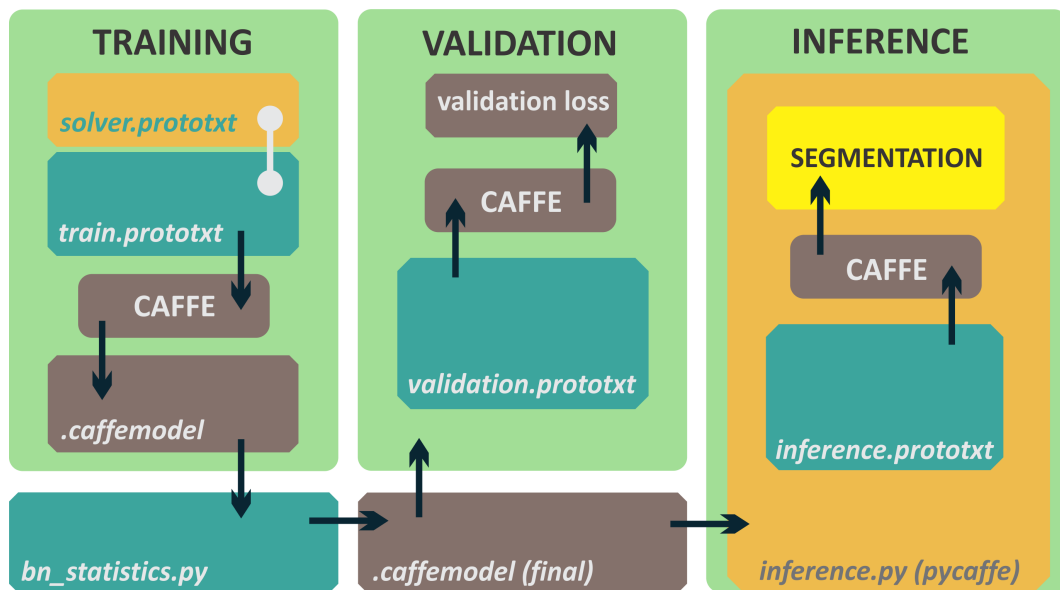 TRAINING
solver.prototxt
train.prototxt
CAFFE
.caffemodel
bn_statistics.py
VALIDATION
validation loss
CAFFE
validation.prototxt
.caffemodel (final)
INFERENCE
SEGMENTATION
CAFFE
inference.prototxt
inference.py (pycaffe)